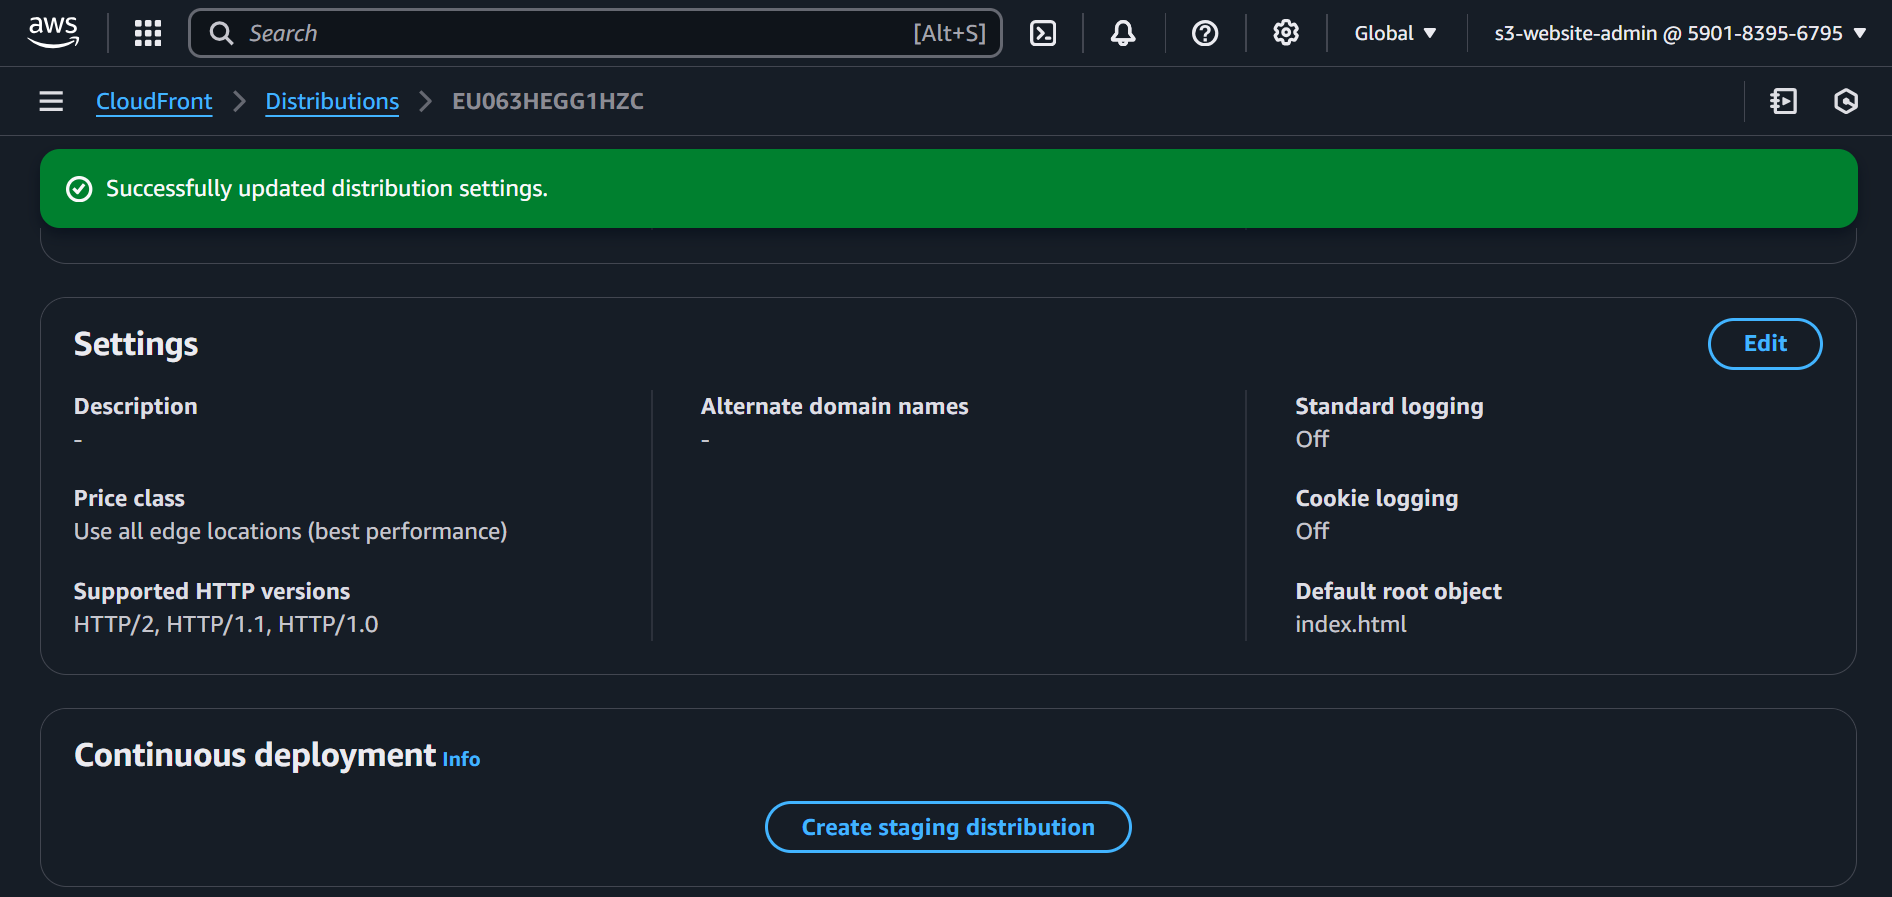 aws
Search [Alt+S]
Global
s3-website-admin @ 5901-8395-6795
CloudFront
Distributions
EU063HEGG1HZC
Successfully updated distribution settings.
Settings
Edit
Description
-
Price class
Use all edge locations (best performance)
Supported HTTP versions
HTTP/2, HTTP/1.1, HTTP/1.0
Alternate domain names
-
Standard logging
Off
Cookie logging
Off
Default root object
index.html
Continuous deployment Info
Create staging distribution